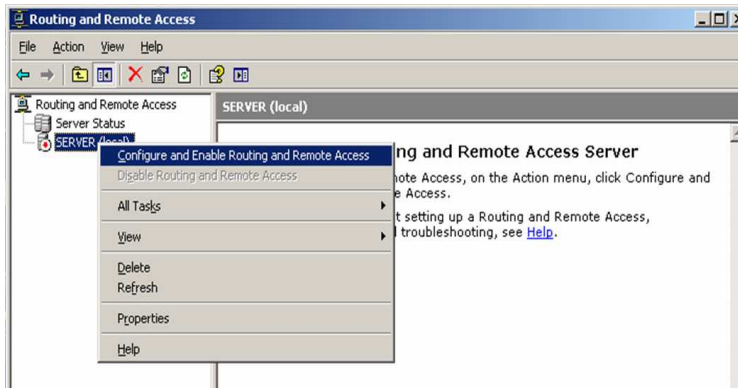 Routing and Remote Access
File Action View Help
Routing and Remote Access
Server Status
SERVER (local)
SERVER (local)
Configure and Enable Routing and Remote Access
Disable Routing and Remote Access
All Tasks
View
Delete
Refresh
Properties
Help
ng and Remote Access Server
mote Access, on the Action menu, click Configure and
e Access.
t setting up a Routing and Remote Access,
troubleshooting, see Help.